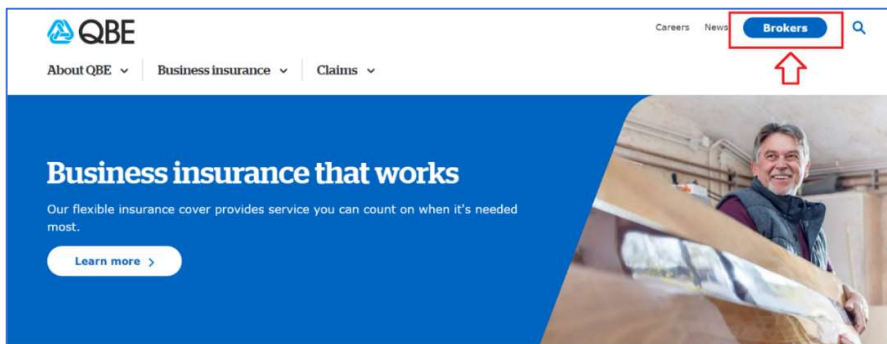 QBE
Careers News Brokers
About QBE Business insurance Claims
Business insurance that works
Our flexible insurance cover provides service you can count on when it's needed
most.
Learn more